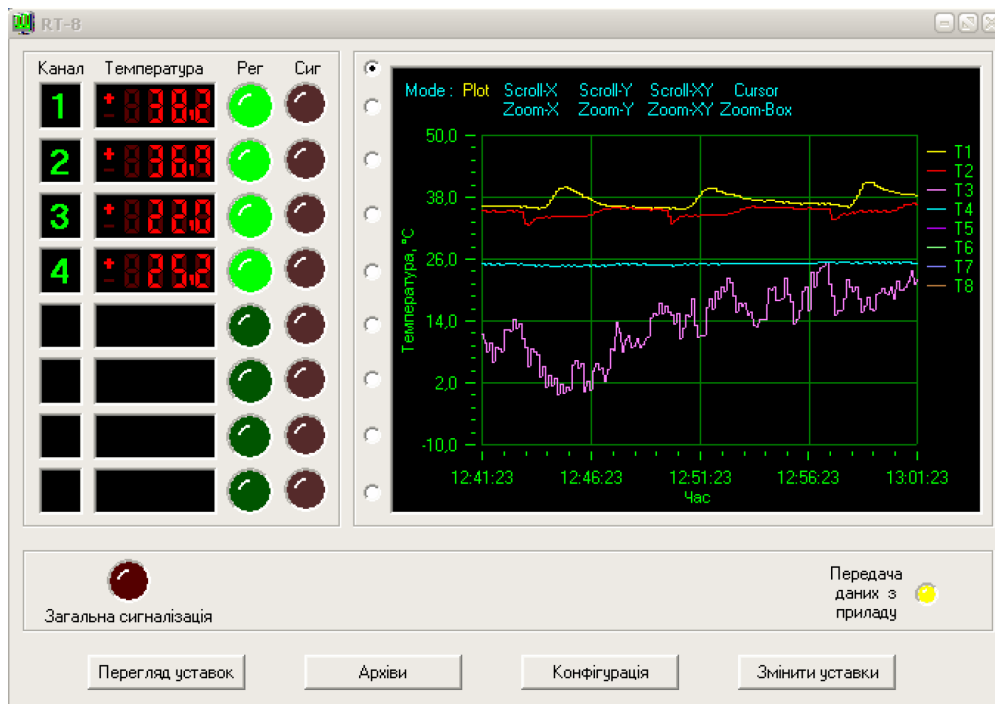 RT-8
Канал Температура Рег Сиг
1 38,2
2 36,9
3 22,0
4 25,2
Mode : Plot Scroll-X Scroll-Y Scroll-XY Cursor
Zoom-X Zoom-Y Zoom-XY Zoom-Box
50,0
38,0
26,0
14,0
2,0
-10,0
Температура, °C
12:41:23 12:46:23 12:51:23 12:56:23 13:01:23
Час
T1
T2
T3
T4
T5
T6
T7
T8
Загальна сигналізація
Передача
даних з
приладу
Перегляд уставок Архіви Конфігурація Змінити уставки